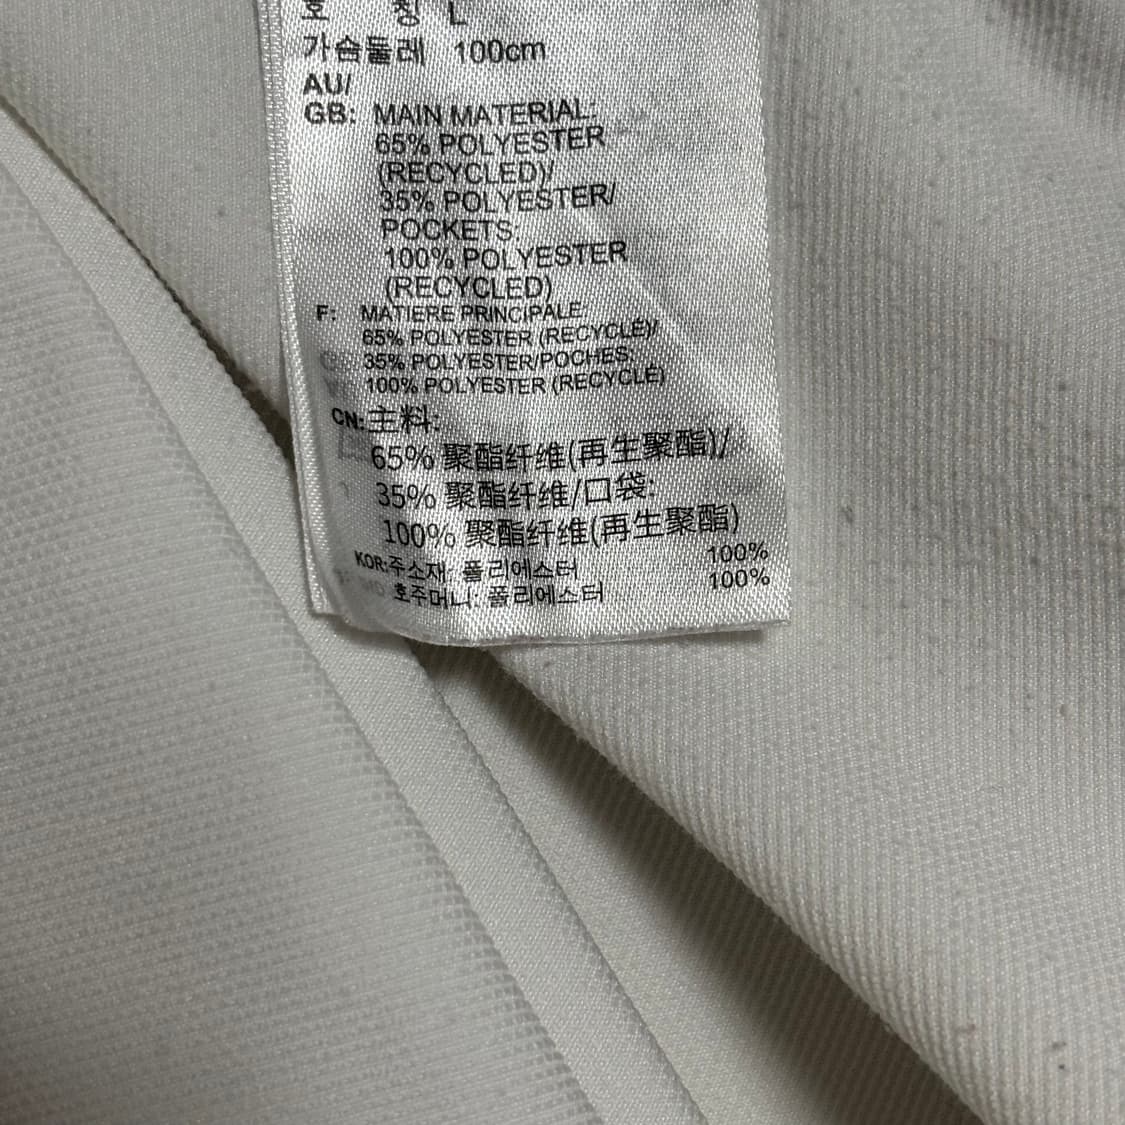 호 칭 L
가슴둘레 100cm
AU/
GB: MAIN MATERIAL:
65% POLYESTER
(RECYCLED)/
35% POLYESTER/
POCKETS:
100% POLYESTER
(RECYCLED)
F: MATIERE PRINCIPALE:
65% POLYESTER (RECYCLÉ)/
35% POLYESTER/POCHES:
100% POLYESTER (RECYCLÉ)
CN:主料:
65% 聚酯纤维(再生聚酯)/
35% 聚酯纤维/口袋:
100% 聚酯纤维(再生聚酯)
KOR:주소재: 폴리에스터 100%
호주머니: 폴리에스터 100%